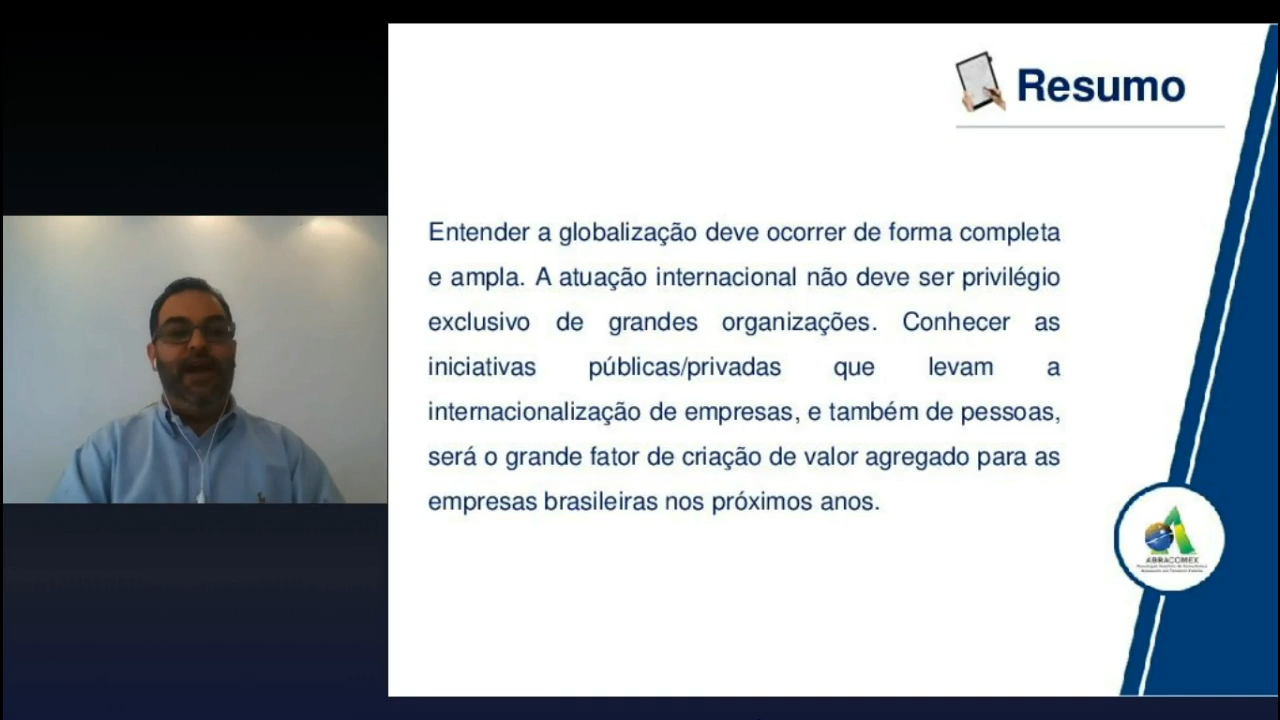 Resumo
Entender a globalização deve ocorrer de forma completa
e ampla. A atuação internacional não deve ser privilégio
exclusivo de grandes organizações. Conhecer as
iniciativas públicas/privadas que levam a
internacionalização de empresas, e também de pessoas,
será o grande fator de criação de valor agregado para as
empresas brasileiras nos próximos anos.
ABRACOMEX